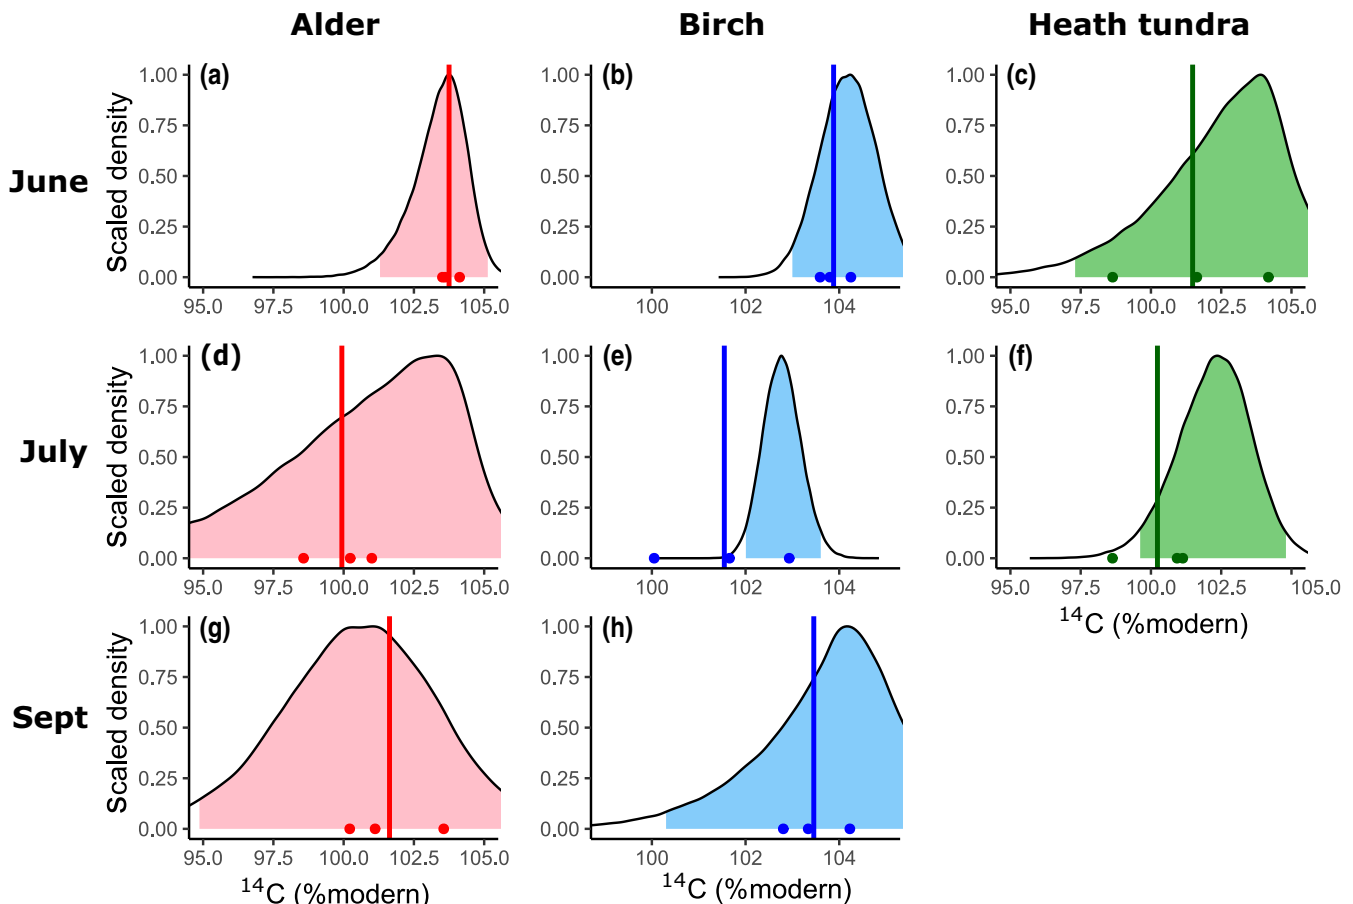 Alder Birch Heath tundra
June
(a) (b) (c)
Scaled density
1.00 1.00 1.00
0.75 0.75 0.75
0.50 0.50 0.50
0.25 0.25 0.25
0.00 0.00 0.00
95.0 97.5 100.0 102.5 105.0 100 102 104 95.0 97.5 100.0 102.5 105.0
July
(d) (e) (f)
Scaled density
1.00 1.00 1.00
0.75 0.75 0.75
0.50 0.50 0.50
0.25 0.25 0.25
0.00 0.00 0.00
95.0 97.5 100.0 102.5 105.0 100 102 104 95.0 97.5 100.0 102.5 105.0
¹⁴C (%modern)
Sept
(g) (h)
Scaled density
1.00 1.00
0.75 0.75
0.50 0.50
0.25 0.25
0.00 0.00
95.0 97.5 100.0 102.5 105.0 100 102 104
¹⁴C (%modern) ¹⁴C (%modern)